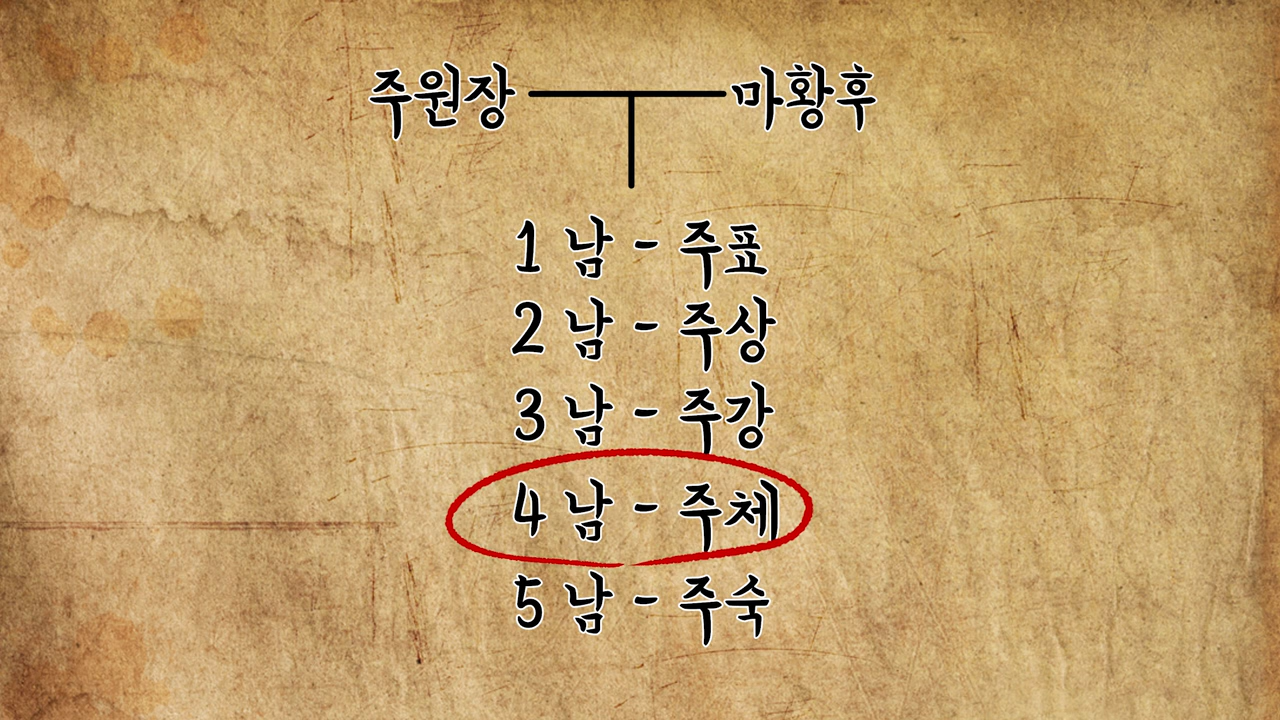 주원장 마황후
1남 - 주표
2남 - 주상
3남 - 주강
4남 - 주체
5남 - 주숙